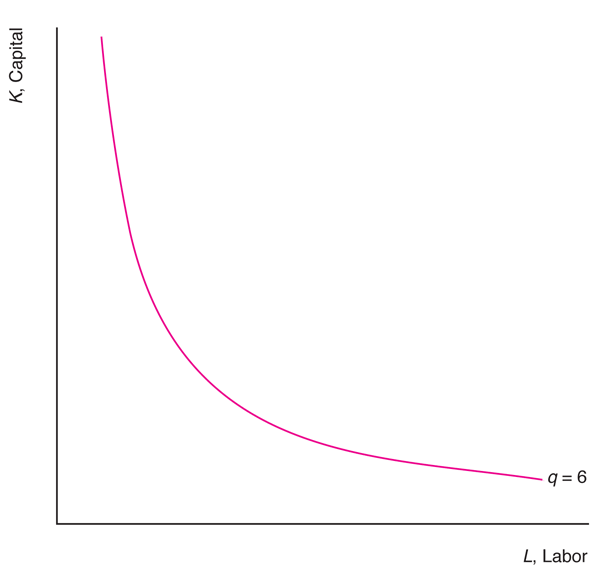 K, Capital
q = 6
L, Labor